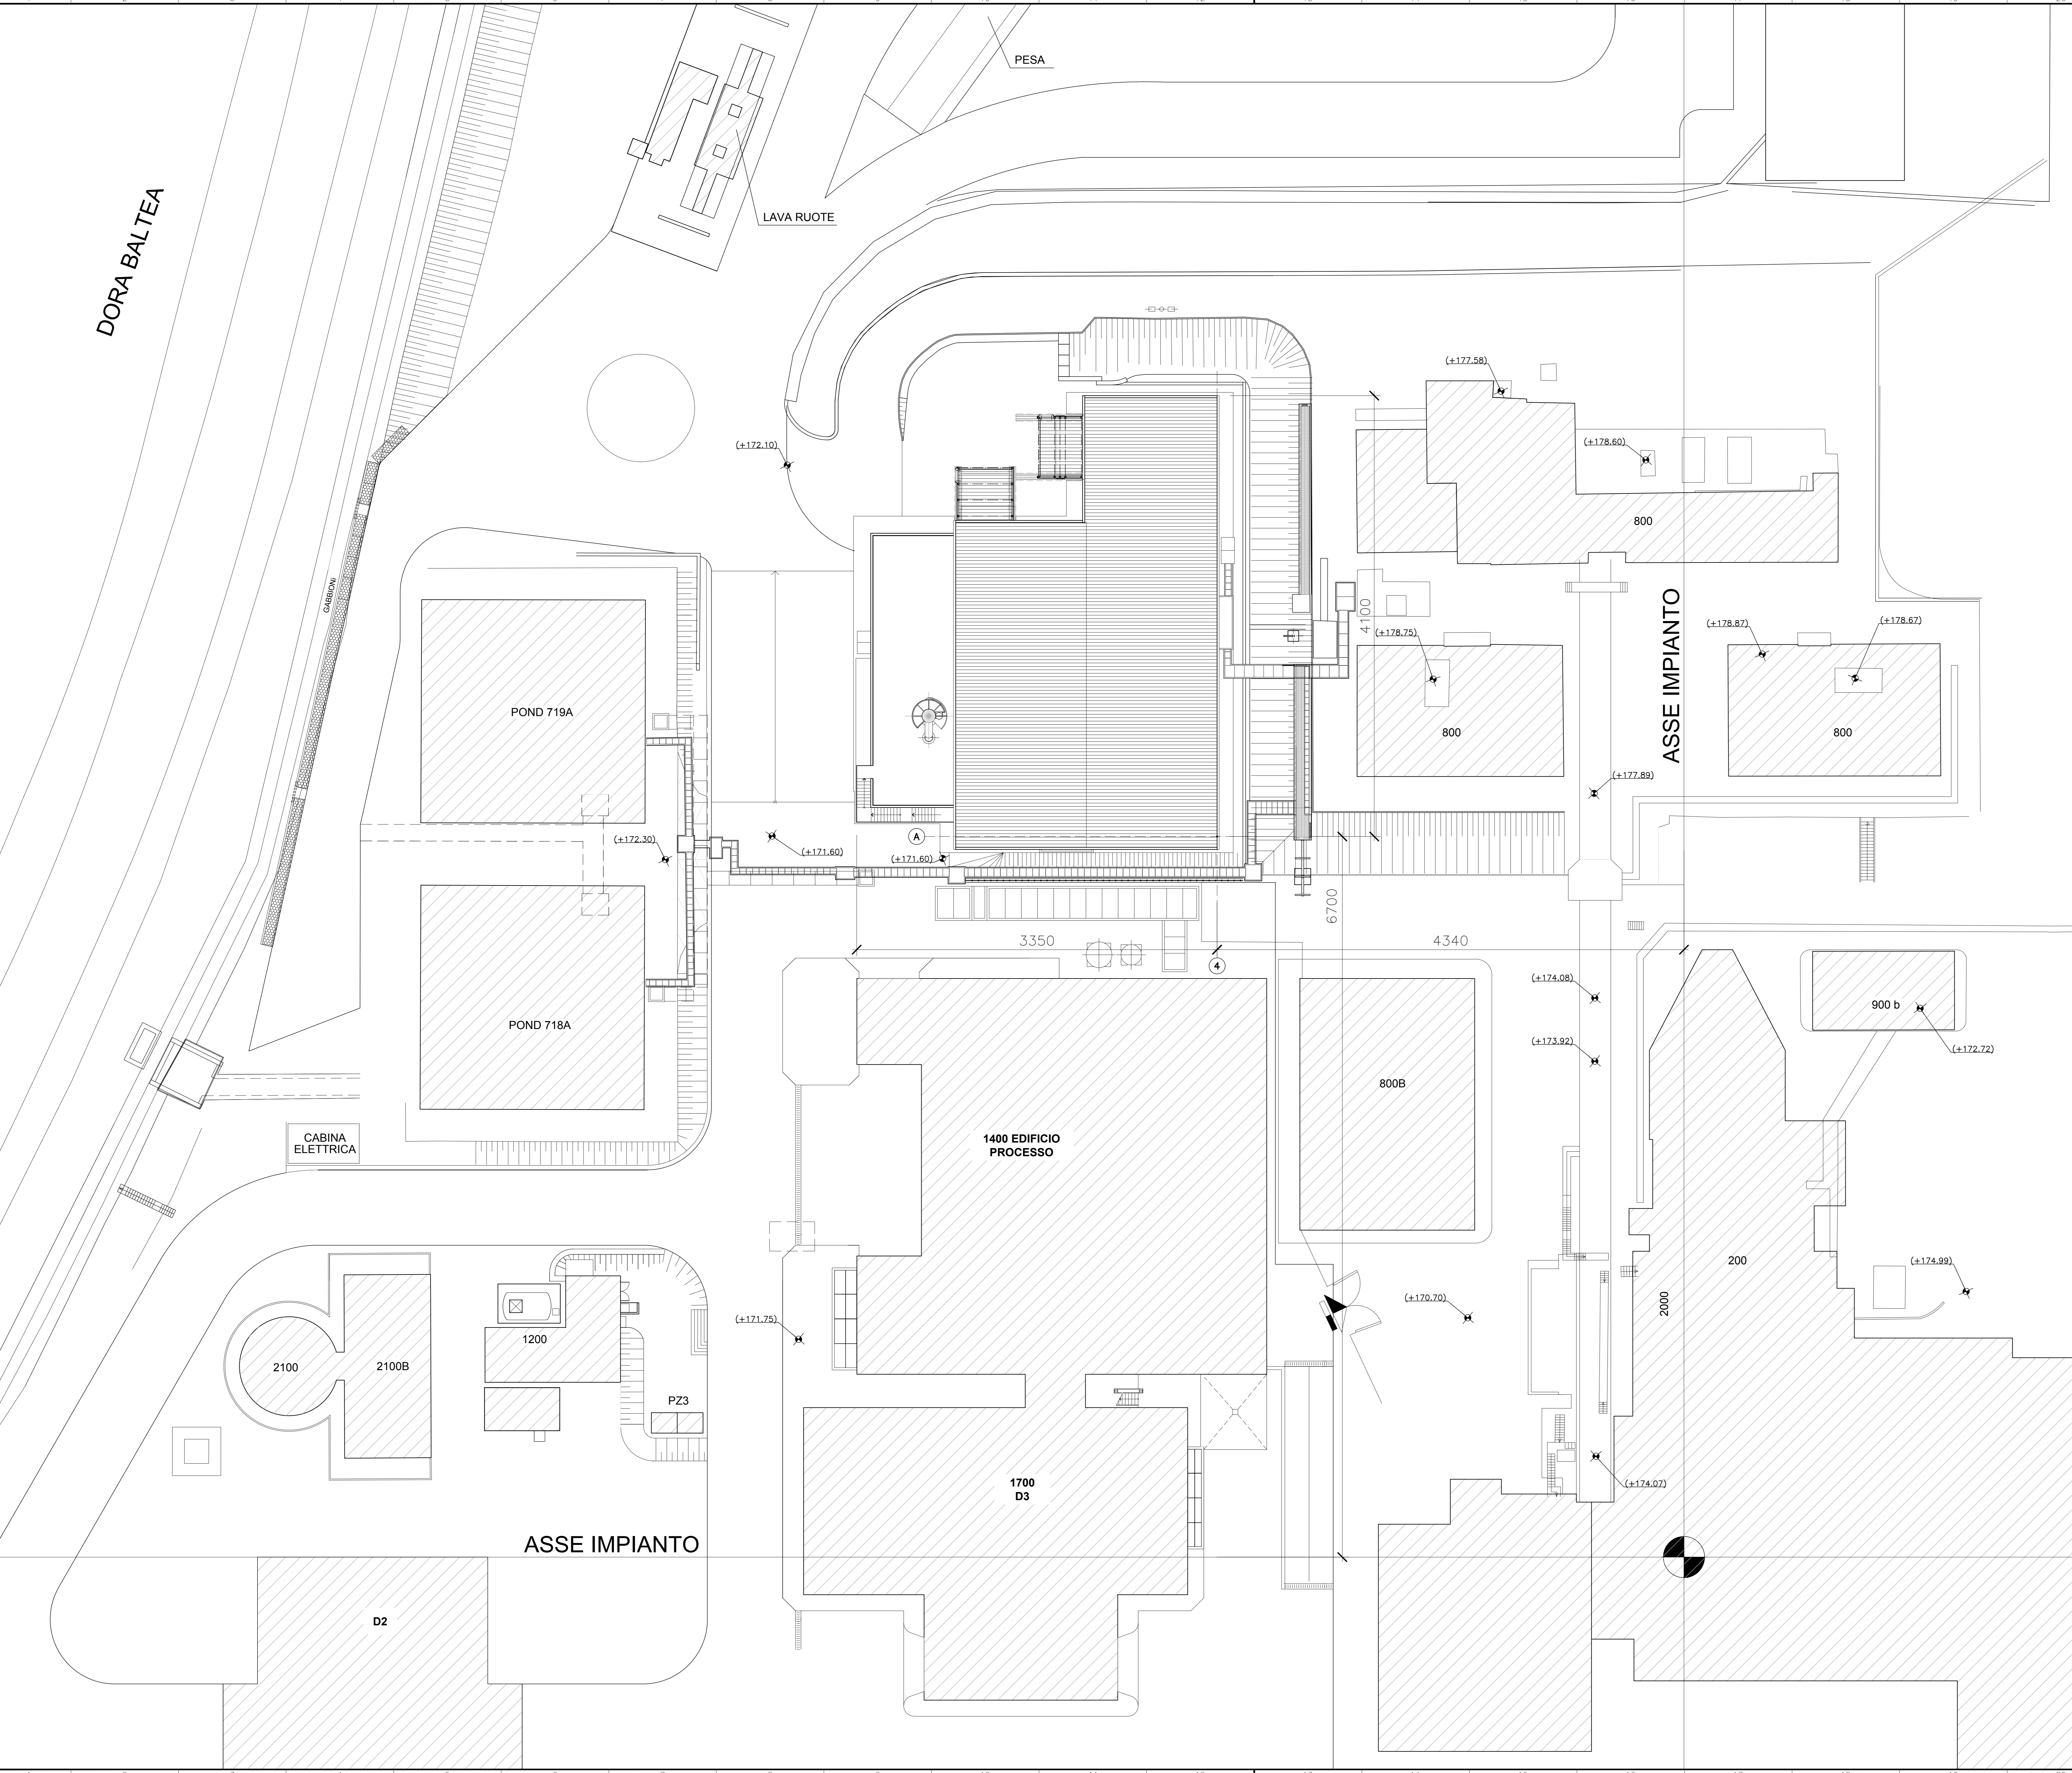 PESA
LAVA RUOTE
DORA BALTEA
(+177.58)
(+172.10)
(+178.60)
800
GABBIONI
4100
ASSE IMPIANTO
(+178.75)
(+178.87)
(+178.67)
POND 719A
800
800
(+177.89)
(+172.30)
A
(+171.60)
(+171.60)
6700
3350
4340
4
(+174.08)
900 b
POND 718A
(+173.92)
(+172.72)
800B
CABINA
ELETTRICA
1400 EDIFICIO
PROCESSO
200
(+174.99)
2000
(+170.70)
(+171.75)
1200
2100
2100B
PZ3
1700
D3
(+174.07)
ASSE IMPIANTO
D2